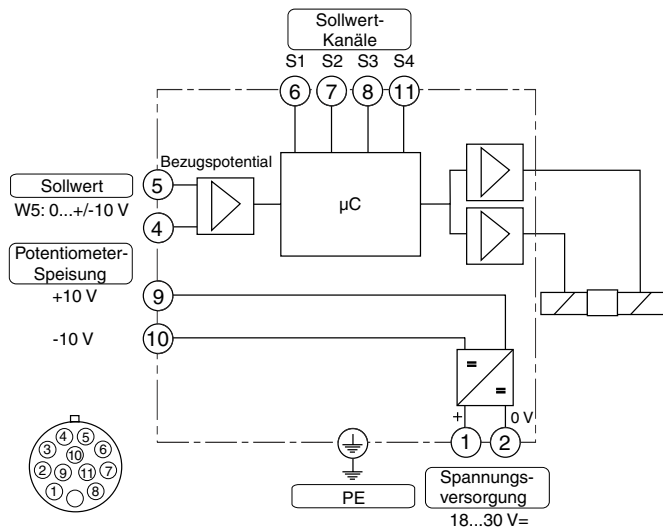 Sollwert-
Kanäle
S1 S2 S3 S4
6 7 8 11
Bezugspotential
Sollwert
5
W5: 0...+/-10 V
4
µC
Potentiometer-
Speisung
+10 V
9
-10 V
10
=
=
+ 0 V
1 2
PE
Spannungs-
versorgung
18...30 V=
4 5
3 6
10
2 9 11 7
1 8